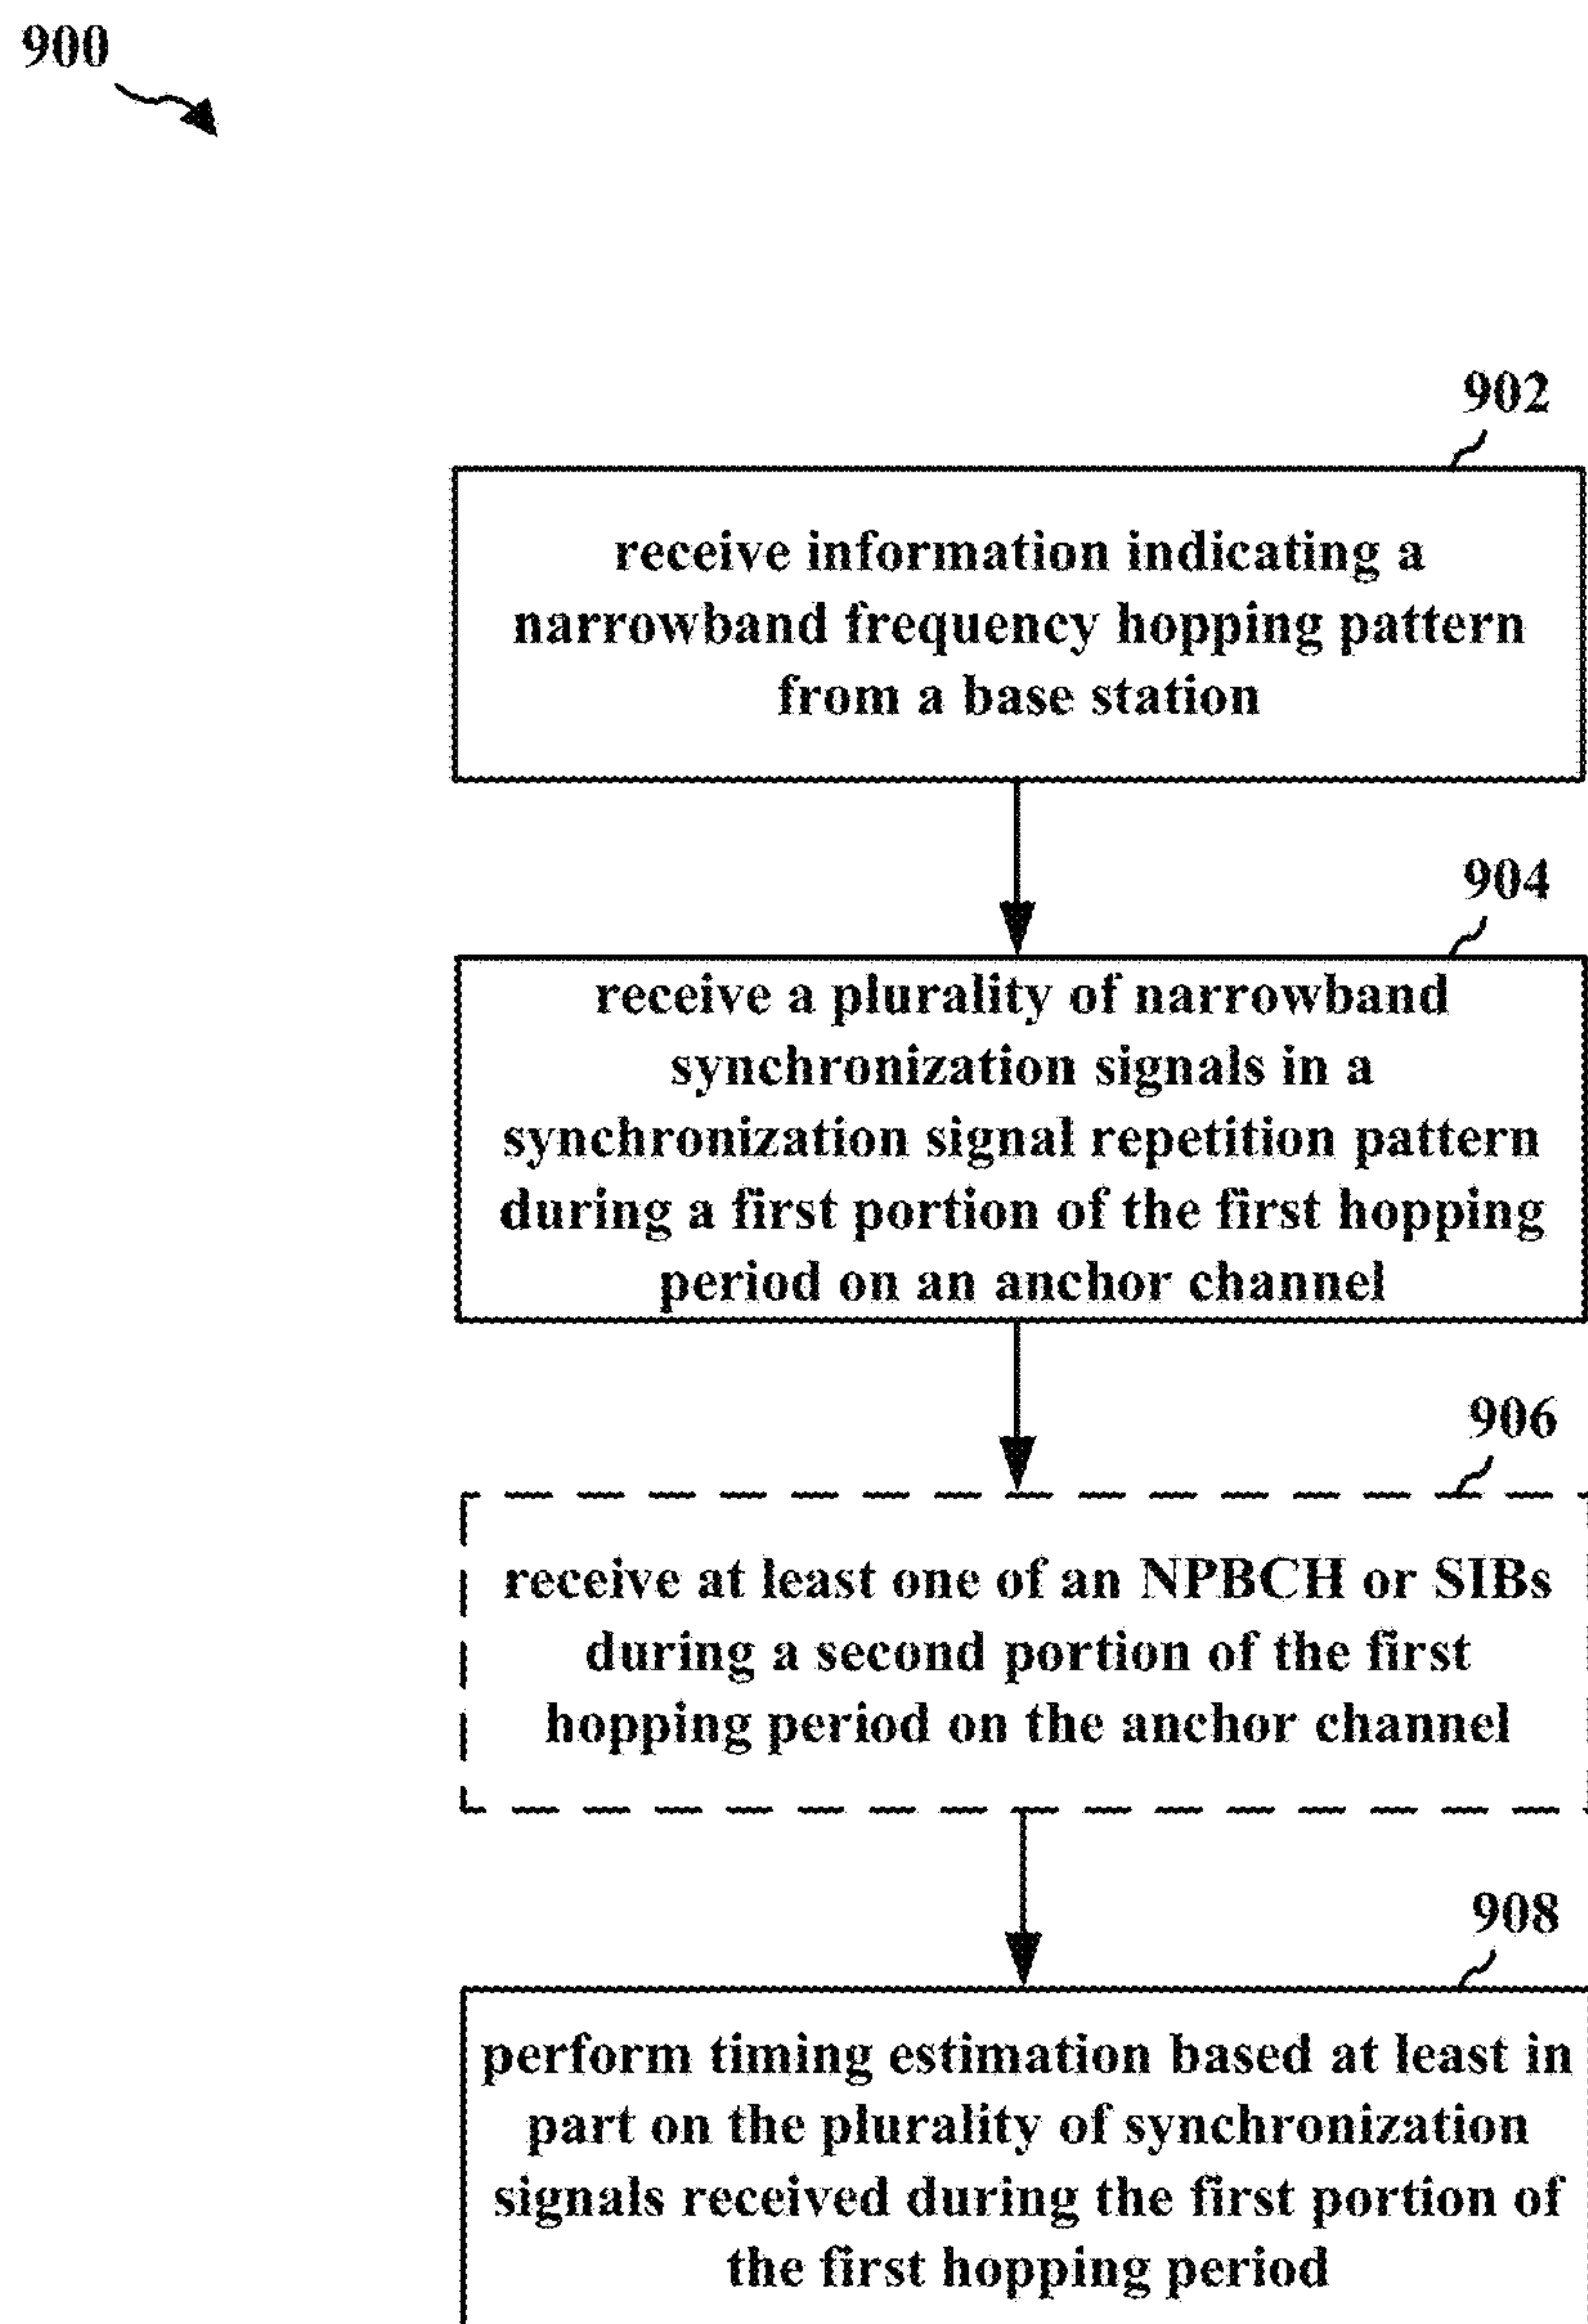 900
902
receive information indicating a
narrowband frequency hopping pattern
from a base station
904
receive a plurality of narrowband
synchronization signals in a
synchronization signal repetition pattern
during a first portion of the first hopping
period on an anchor channel
906
receive at least one of an NPBCH or SIBs
during a second portion of the first
hopping period on the anchor channel
908
perform timing estimation based at least in
part on the plurality of synchronization
signals received during the first portion of
the first hopping period